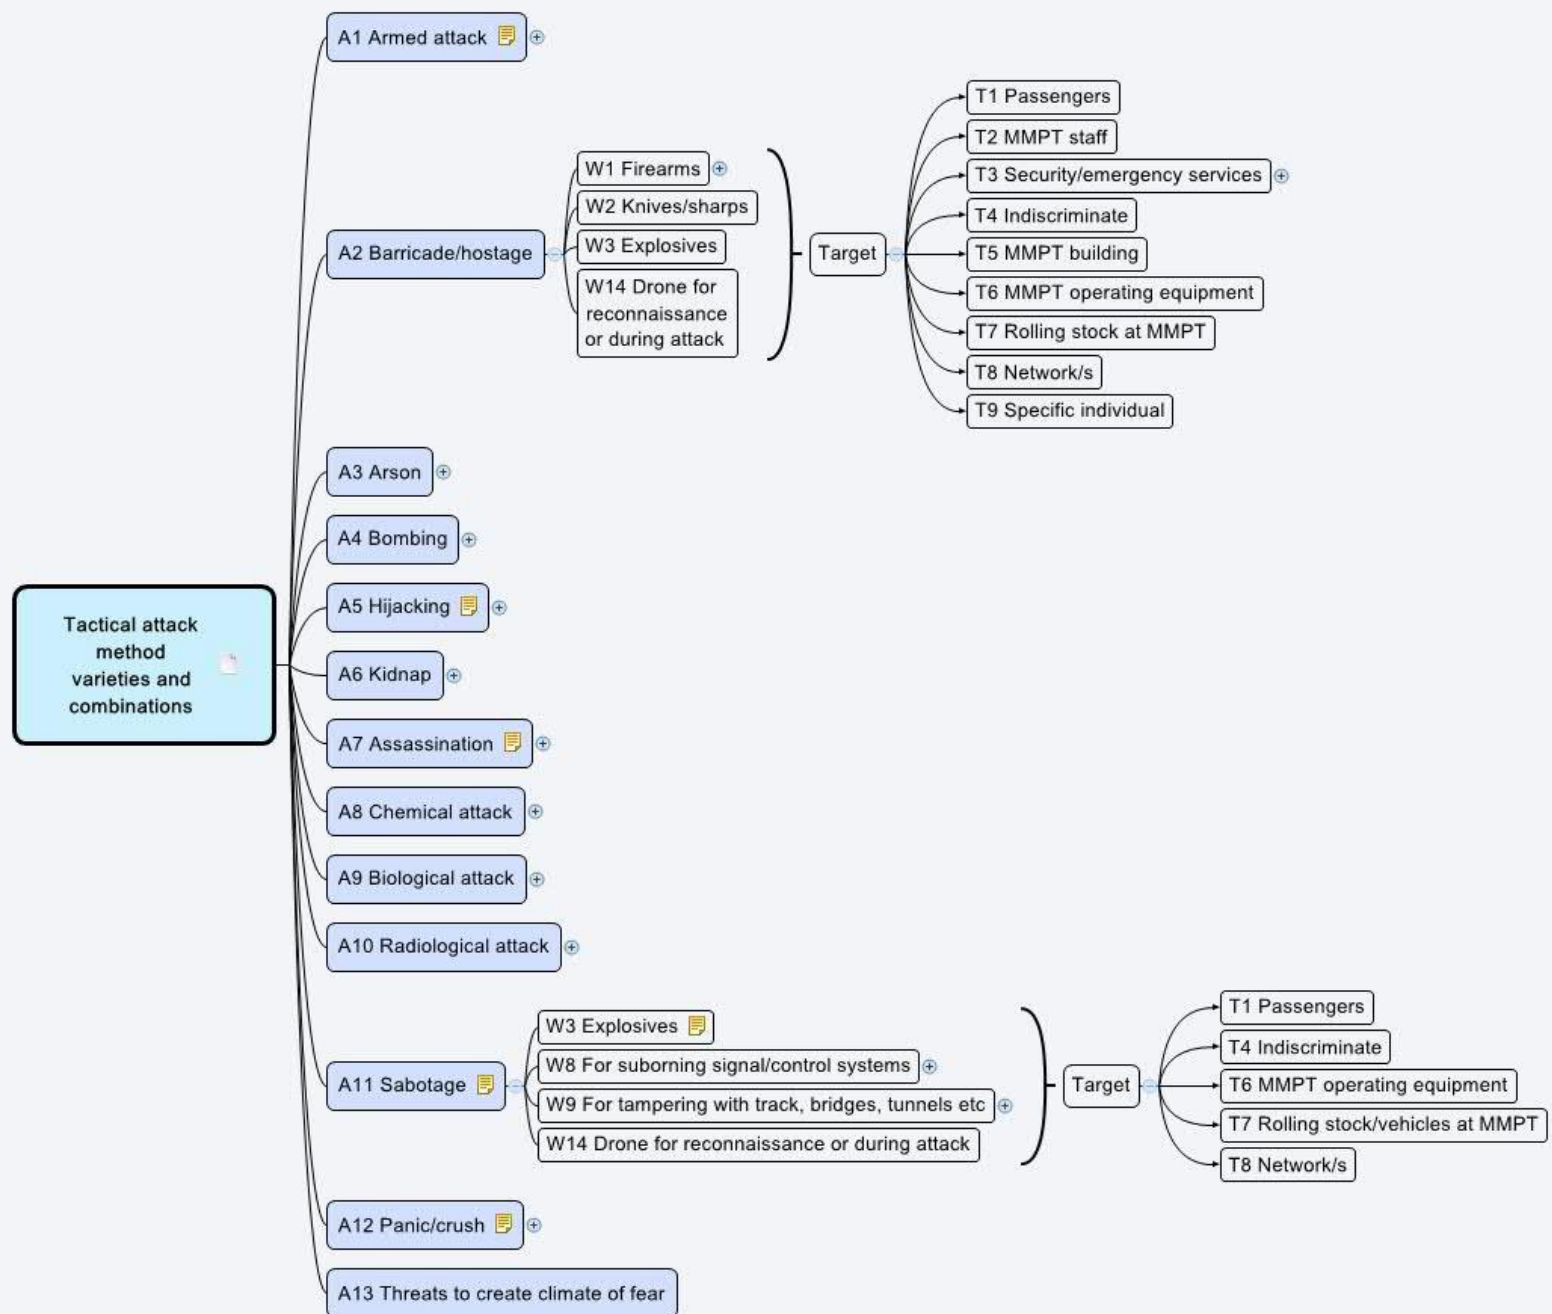 A1 Armed attack
T1 Passengers
T2 MMPT staff
W1 Firearms
T3 Security/emergency services
W2 Knives/sharps
T4 Indiscriminate
A2 Barricade/hostage
W3 Explosives
Target
T5 MMPT building
W14 Drone for
reconnaissance
or during attack
T6 MMPT operating equipment
T7 Rolling stock at MMPT
T8 Network/s
T9 Specific individual
A3 Arson
A4 Bombing
A5 Hijacking
Tactical attack
method
varieties and
combinations
A6 Kidnap
A7 Assassination
A8 Chemical attack
A9 Biological attack
A10 Radiological attack
A11 Sabotage
W3 Explosives
W8 For suborning signal/control systems
W9 For tampering with track, bridges, tunnels etc
W14 Drone for reconnaissance or during attack
Target
T1 Passengers
T4 Indiscriminate
T6 MMPT operating equipment
T7 Rolling stock/vehicles at MMPT
T8 Network/s
A12 Panic/crush
A13 Threats to create climate of fear